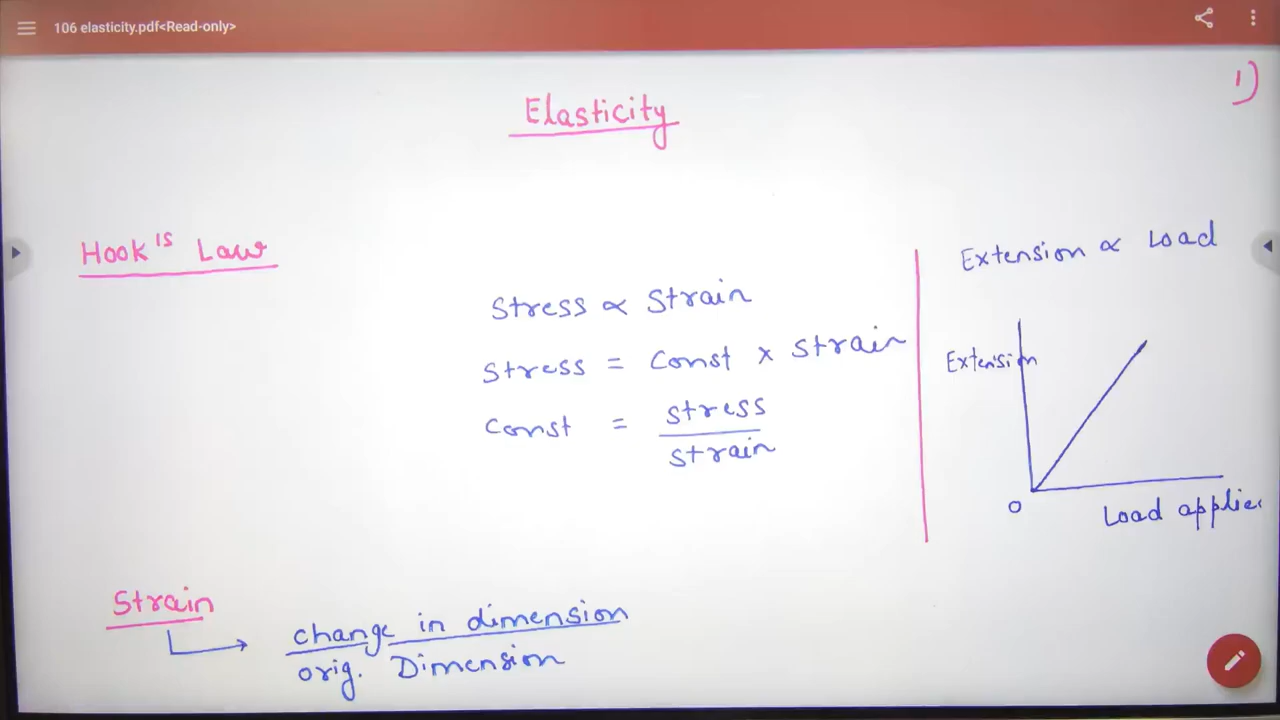 106 elasticity.pdf<Read-only>
1)
Elasticity
Hook's Law
Stress ∝ Strain
Stress = Const × Strain
Const = Stress
Strain
Extension ∝ Load
Extension
O
Load applied
Strain
change in dimension
orig. Dimension